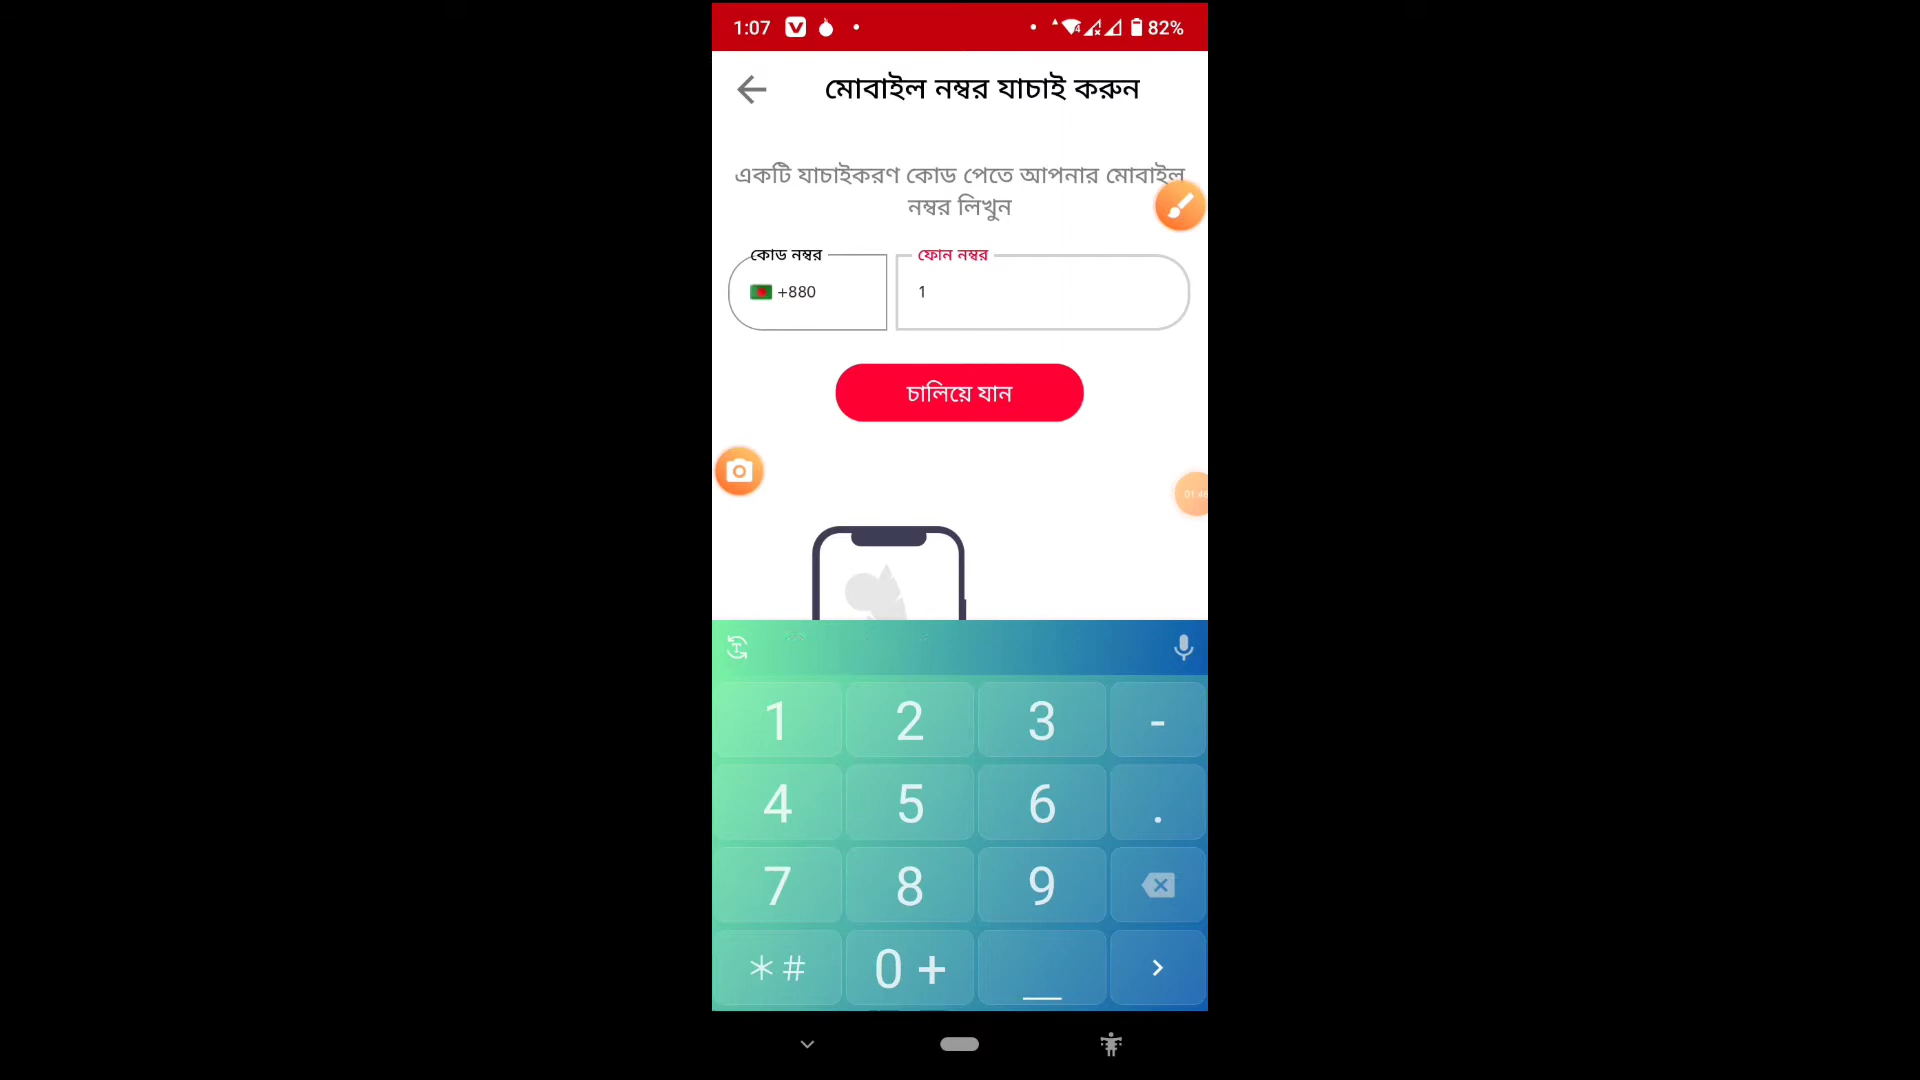 1:07
82%
মোবাইল নম্বর যাচাই করুন
একটি যাচাইকরণ কোড পেতে আপনার মোবাইল
নম্বর লিখুন
কোড নম্বর
ফোন নম্বর
+880
1
চালিয়ে যান
1 2 3 -
4 5 6 .
7 8 9
*# 0 +